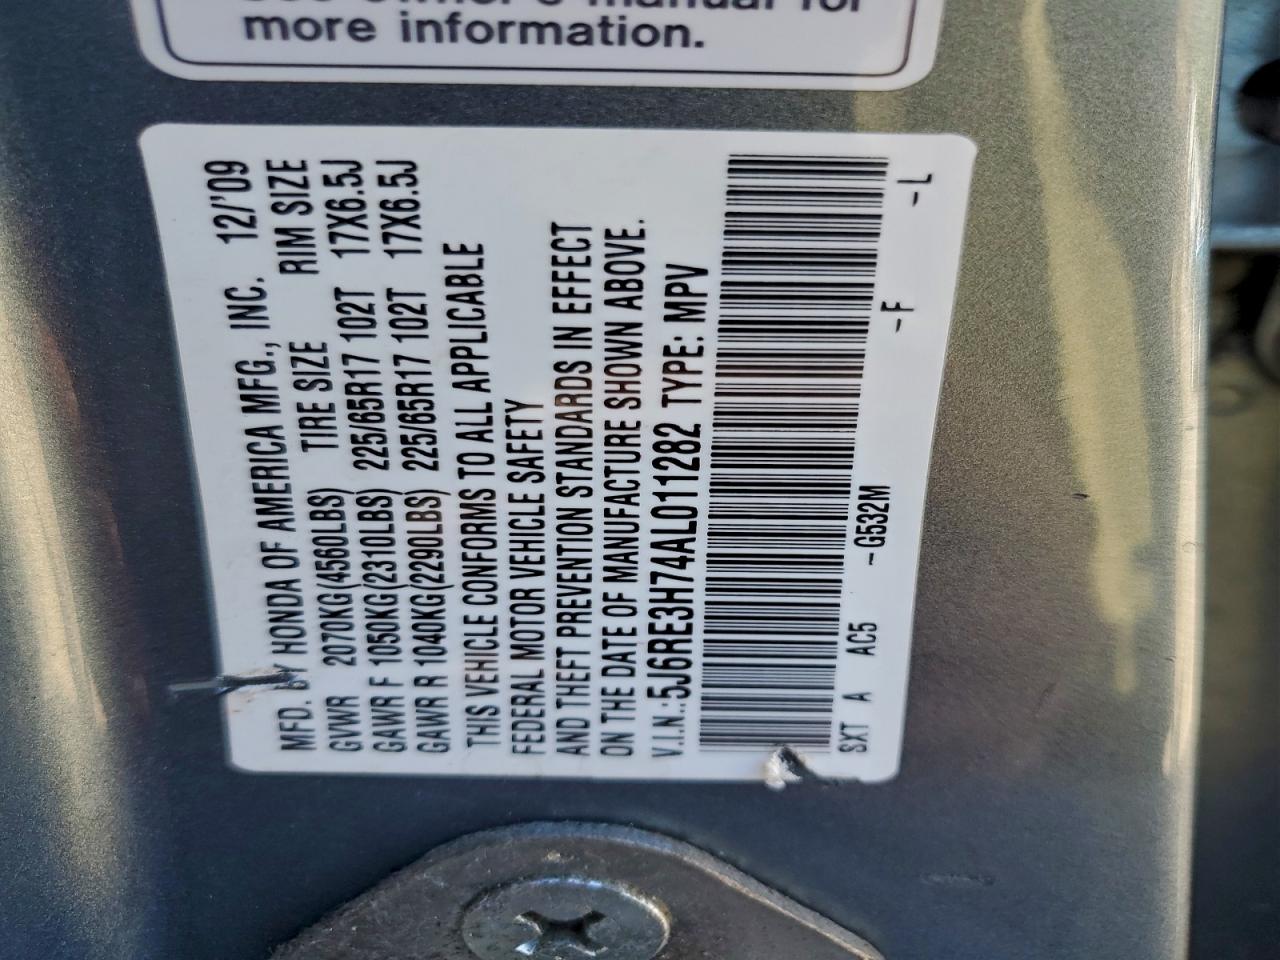 more information.
MFD. BY HONDA OF AMERICA MFG., INC. 12/'09
GVWR 2070KG(4560LBS) TIRE SIZE RIM SIZE
GAWR F 1050KG(2310LBS) 225/65R17 102T 17X6.5J
GAWR R 1040KG(2290LBS) 225/65R17 102T 17X6.5J
THIS VEHICLE CONFORMS TO ALL APPLICABLE
FEDERAL MOTOR VEHICLE SAFETY
AND THEFT PREVENTION STANDARDS IN EFFECT
ON THE DATE OF MANUFACTURE SHOWN ABOVE.
V.I.N.:5J6RE3H74AL011282 TYPE: MPV
SXT A AC5 -G532M -F -L